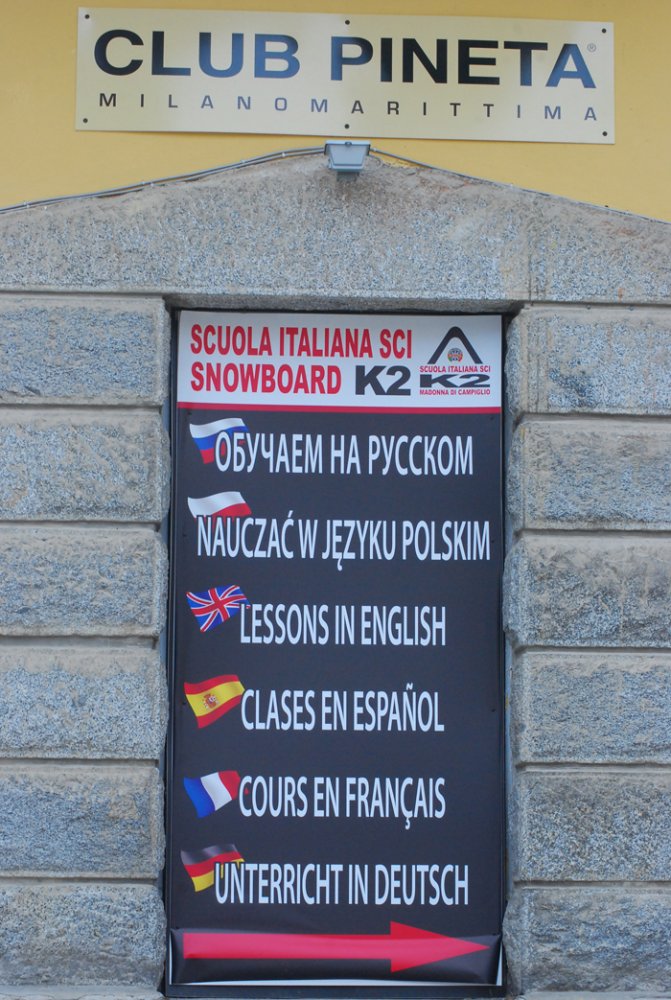 CLUB PINETA®
MILANOMARITTIMA
SCUOLA ITALIANA SCI
SNOWBOARD K2
SCUOLA ITALIANA SCI
K2
MADONNA DI CAMPIGLIO
ОБУЧАЕМ НА РУССКОМ
NAUCZAĆ W JĘZYKU POLSKIM
LESSONS IN ENGLISH
CLASES EN ESPAÑOL
COURS EN FRANÇAIS
UNTERRICHT IN DEUTSCH